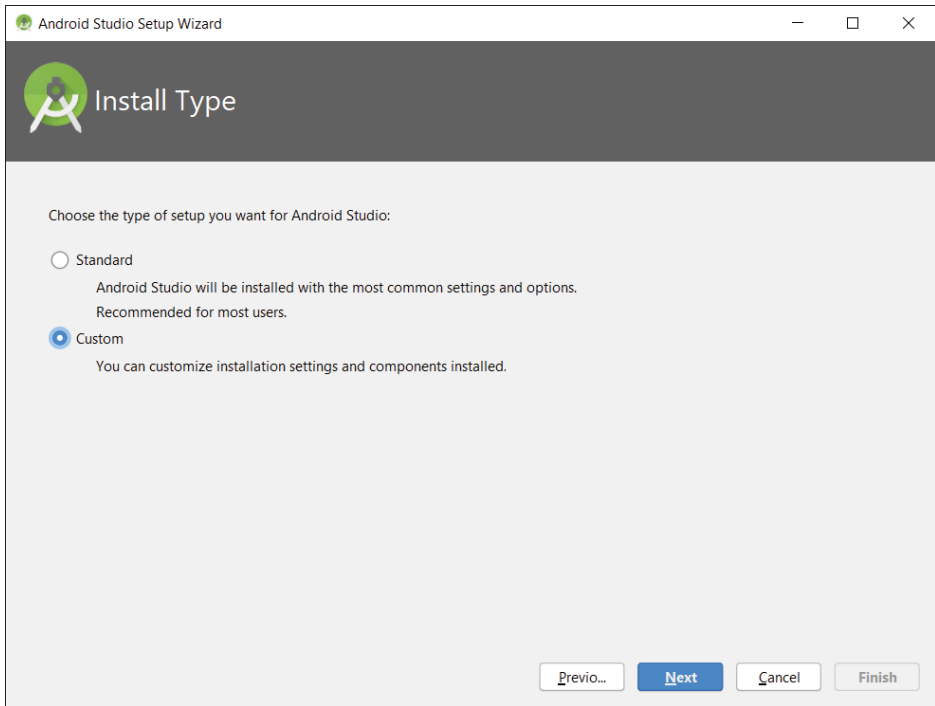 Android Studio Setup Wizard
Install Type
Choose the type of setup you want for Android Studio:
Standard
Android Studio will be installed with the most common settings and options.
Recommended for most users.
Custom
You can customize installation settings and components installed.
Previo... Next Cancel Finish